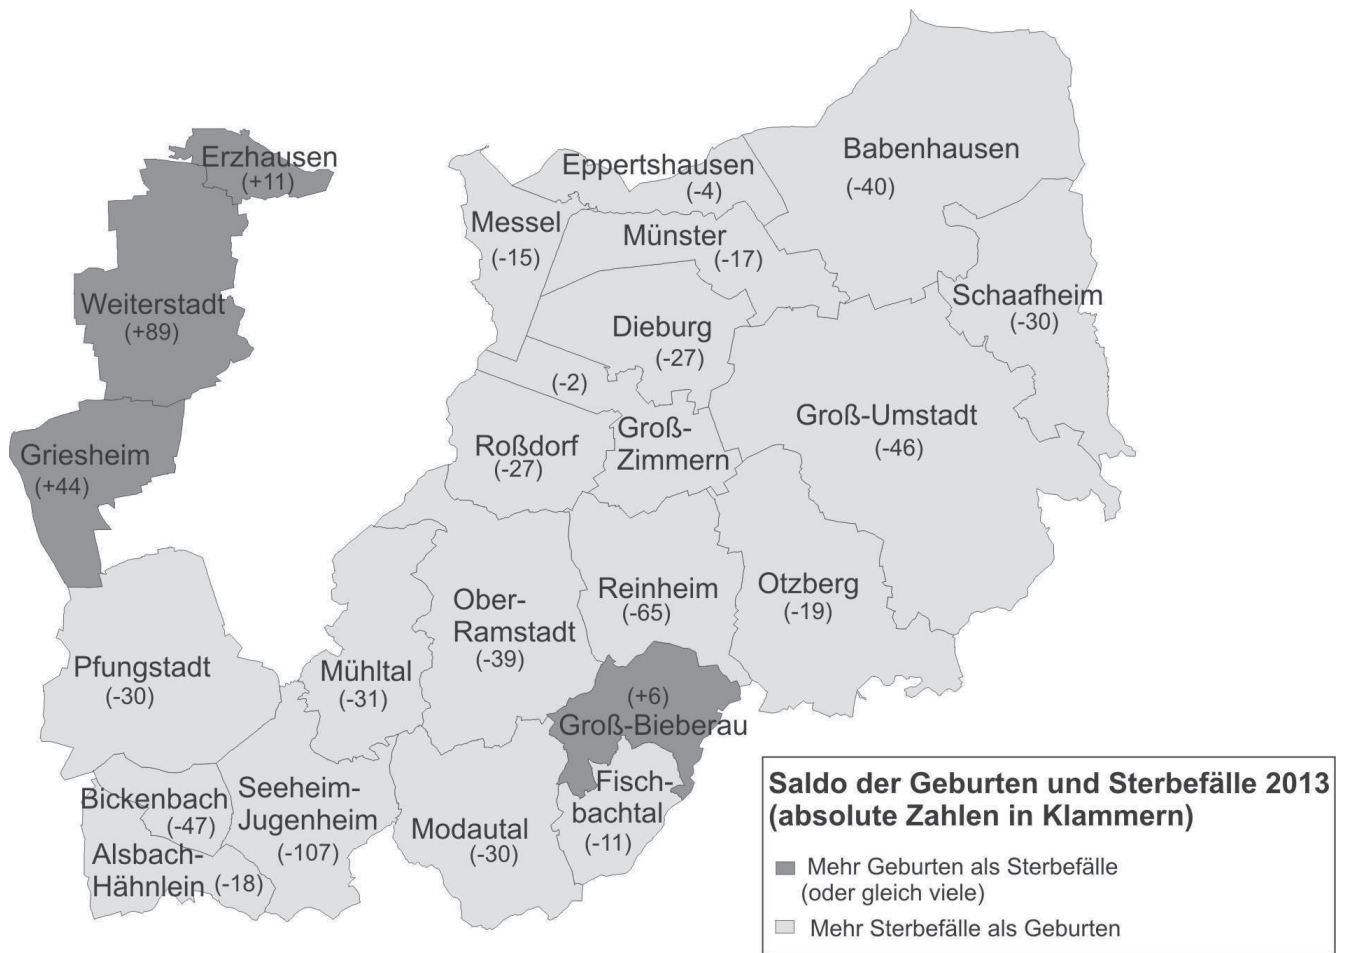 Erzhausen
(+11)
Weiterstadt
(+89)
Griesheim
(+44)
Eppertshausen
(-4)
Babenhausen
(-40)
Messel
(-15)
Münster
(-17)
Schaafheim
(-30)
Dieburg
(-27)
(-2)
Groß-
Zimmern
Roßdorf
(-27)
Groß-Umstadt
(-46)
Otzberg
(-19)
Reinheim
(-65)
Ober-
Ramstadt
(-39)
Mühltal
(-31)
Pfungstadt
(-30)
(+6)
Groß-Bieberau
Fisch-
bachtal
(-11)
Modautal
(-30)
Seeheim-
Jugenheim
(-107)
Bickenbach
(-47)
Alsbach-
Hähnlein (-18)
Saldo der Geburten und Sterbefälle 2013
(absolute Zahlen in Klammern)
Mehr Geburten als Sterbefälle
(oder gleich viele)
Mehr Sterbefälle als Geburten